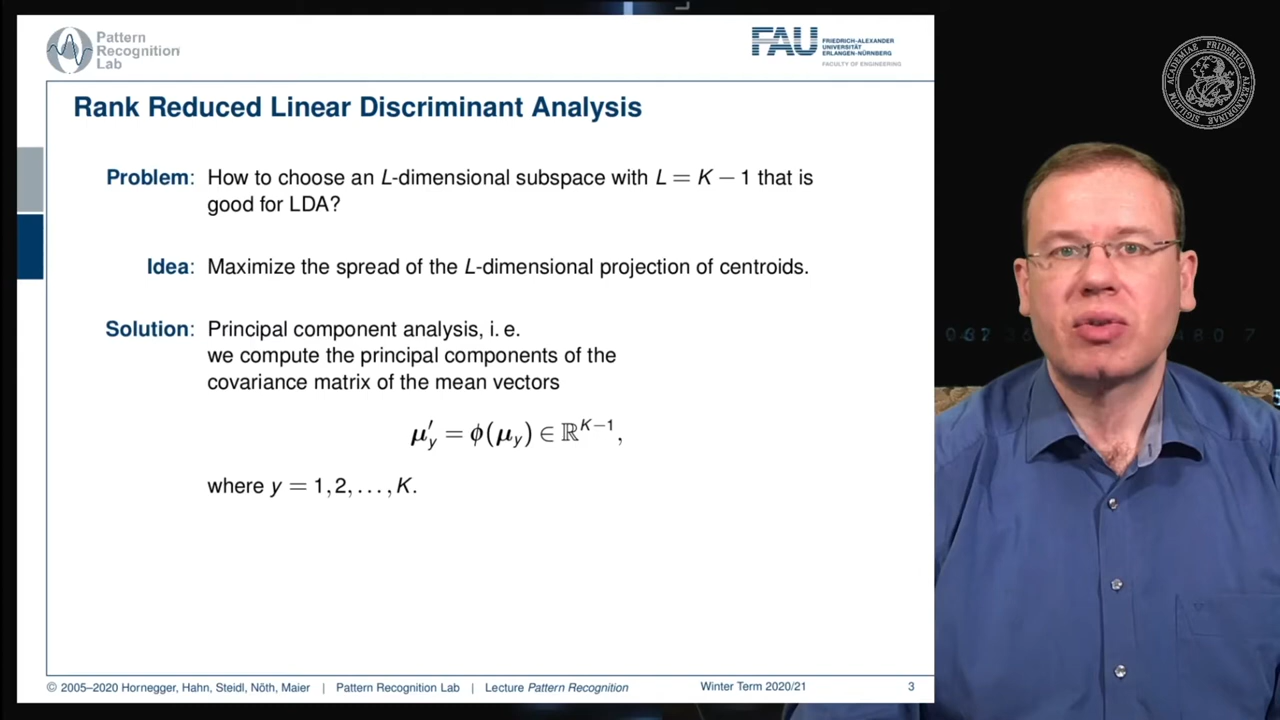 Pattern
Recognition
Lab
FAU
FRIEDRICH-ALEXANDER
UNIVERSITÄT
ERLANGEN-NÜRNBERG
FACULTY OF ENGINEERING
Rank Reduced Linear Discriminant Analysis
Problem: How to choose an L-dimensional subspace with L = K − 1 that is
good for LDA?
Idea: Maximize the spread of the L-dimensional projection of centroids.
Solution: Principal component analysis, i. e.
we compute the principal components of the
covariance matrix of the mean vectors
μ′y = ϕ(μy) ∈ ℝ^{K−1},
where y = 1, 2, . . . , K.
© 2005–2020 Hornegger, Hahn, Steidl, Nöth, Maier | Pattern Recognition Lab | Lecture Pattern Recognition Winter Term 2020/21 3
ACADEMIAE FRIDERICO ALEXANDRINAE SIGILLVM